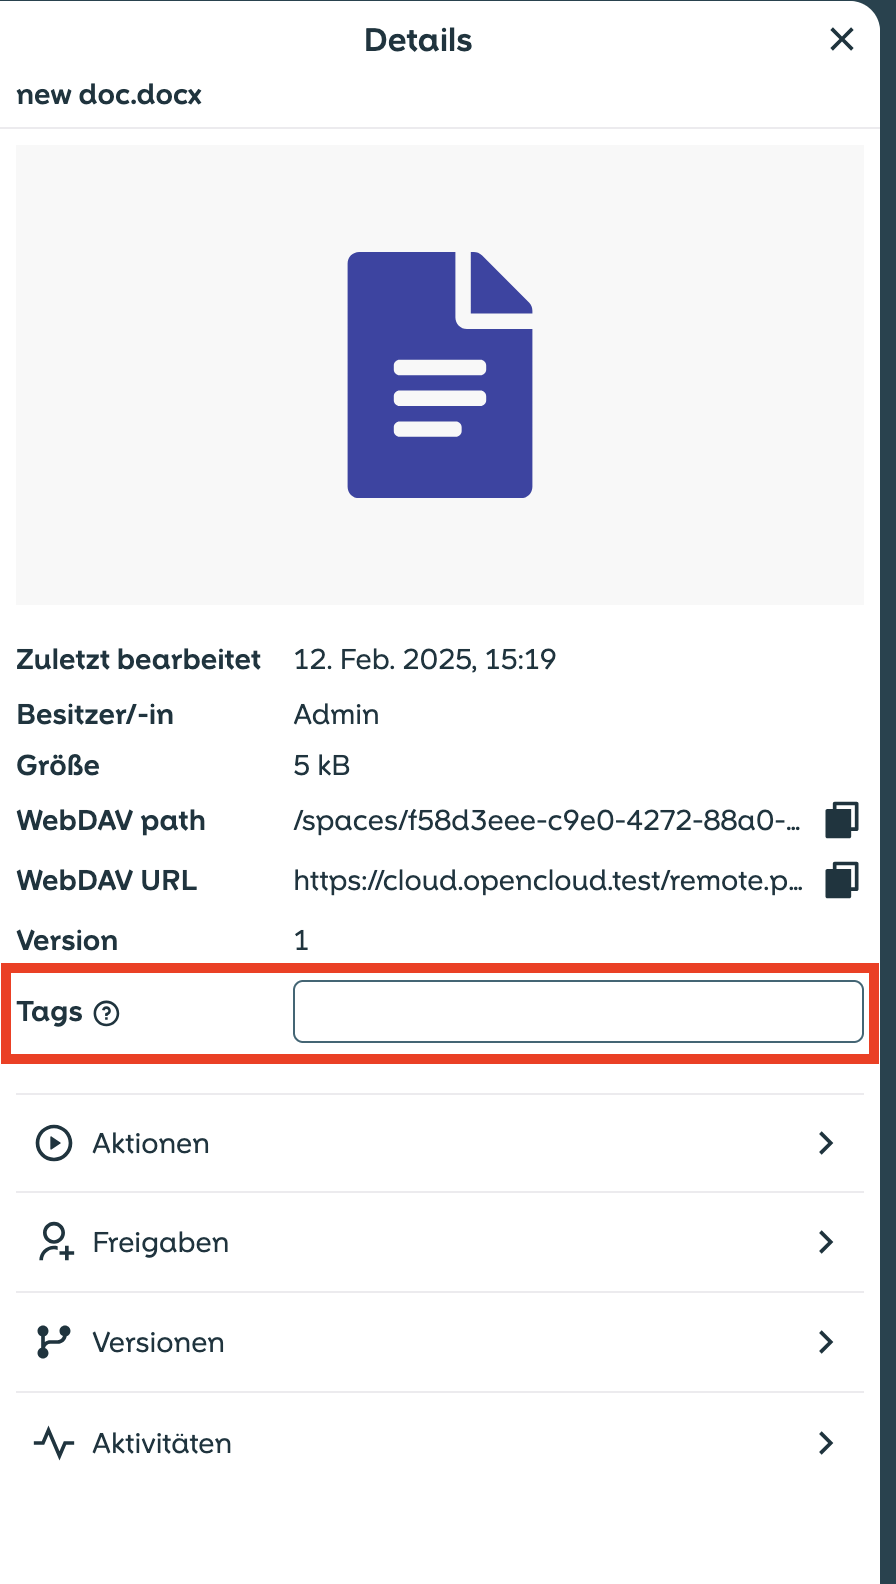 Details
new doc.docx
Zuletzt bearbeitet 12. Feb. 2025, 15:19
Besitzer/-in Admin
Größe 5 kB
WebDAV path /spaces/f58d3eee-c9e0-4272-88a0-...
WebDAV URL https://cloud.opencloud.test/remote.p...
Version 1
Tags ?
Aktionen
Freigaben
Versionen
Aktivitäten